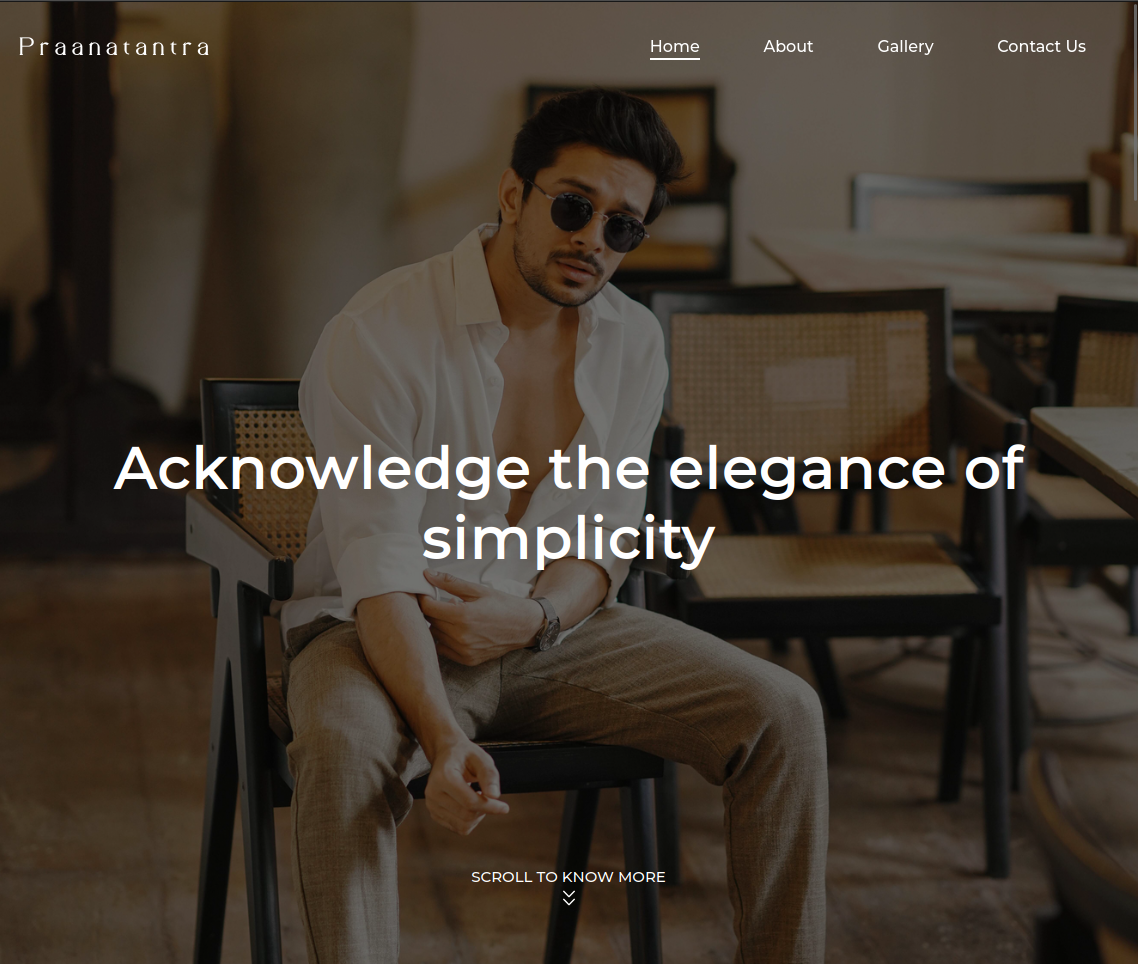 Praanatantra
Home About Gallery Contact Us
Acknowledge the elegance of
simplicity
SCROLL TO KNOW MORE